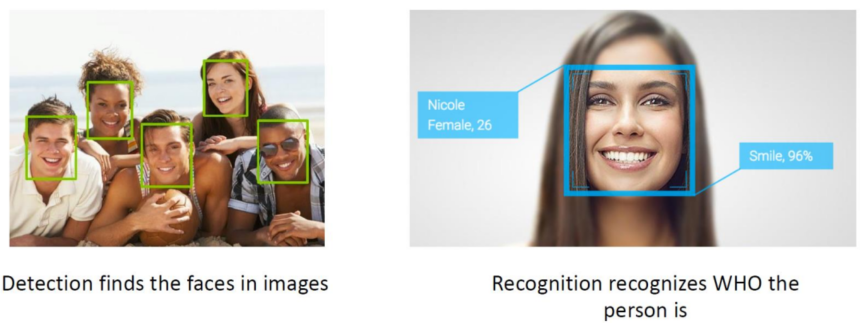 Nicole
Female, 26
Smile, 96%
Detection finds the faces in images
Recognition recognizes WHO the
person is